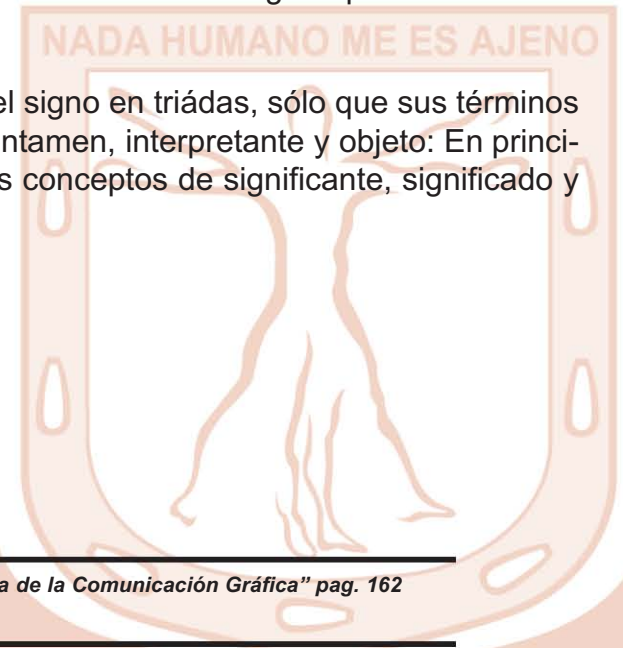 NADA HUMANO ME ES AJENO
el signo en triádas, sólo que sus términos
ntamen, interpretante y objeto: En princi-
s conceptos de significante, significado y
a de la Comunicación Gráfica” pag. 162